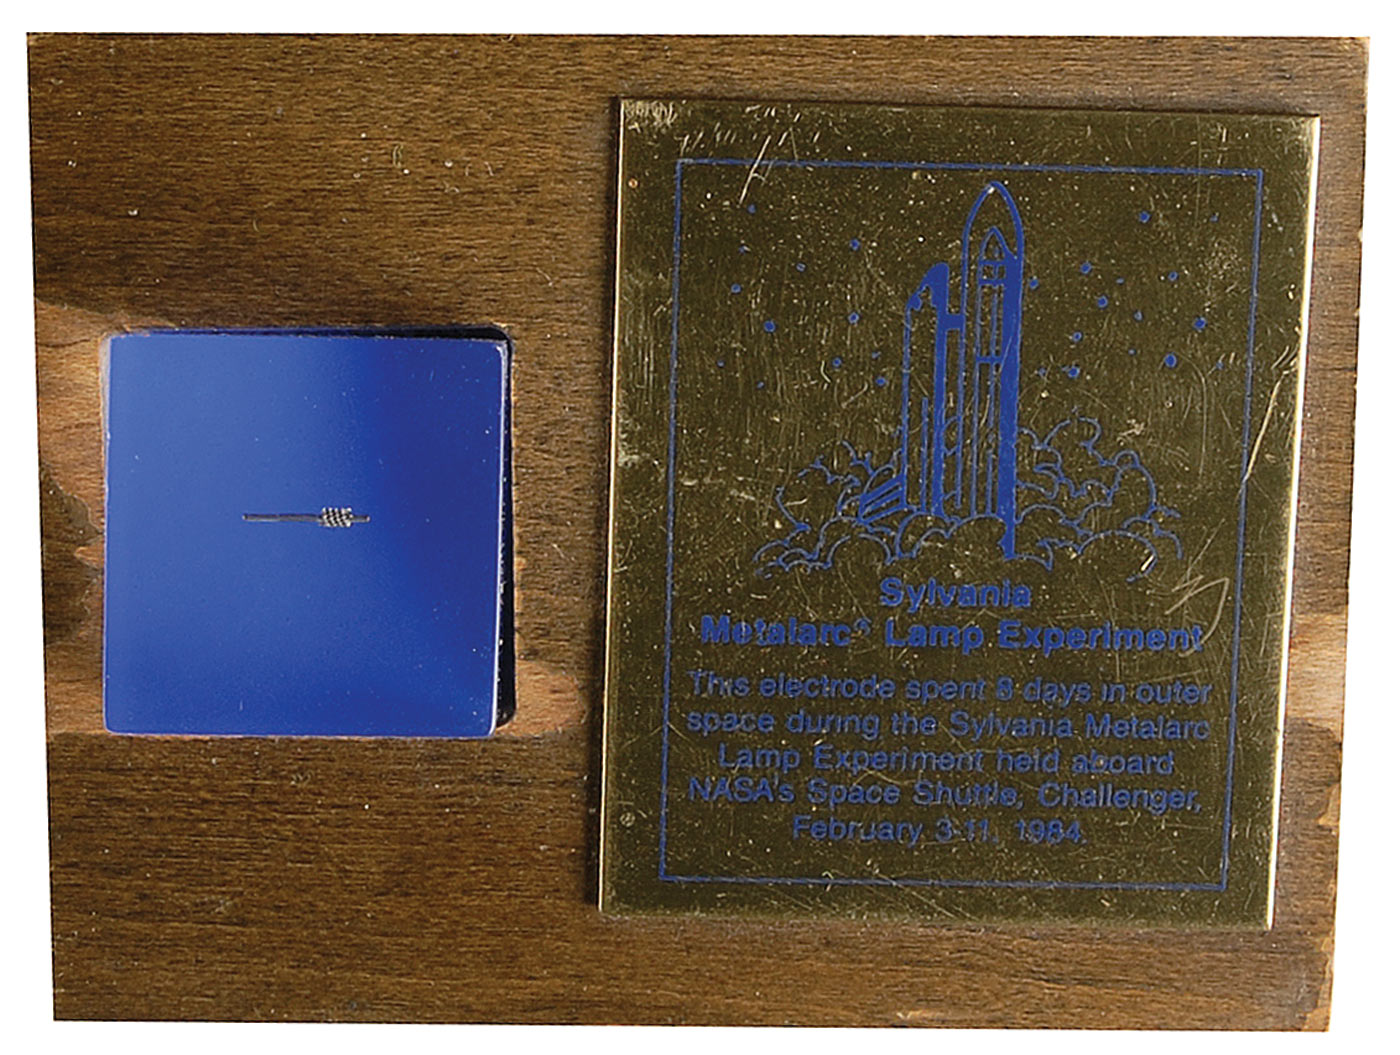 Sylvania
Metalarc® Lamp Experiment
This electrode spent 8 days in outer
space during the Sylvania Metalarc
Lamp Experiment held aboard
NASA's Space Shuttle, Challenger,
February 3-11, 1984.